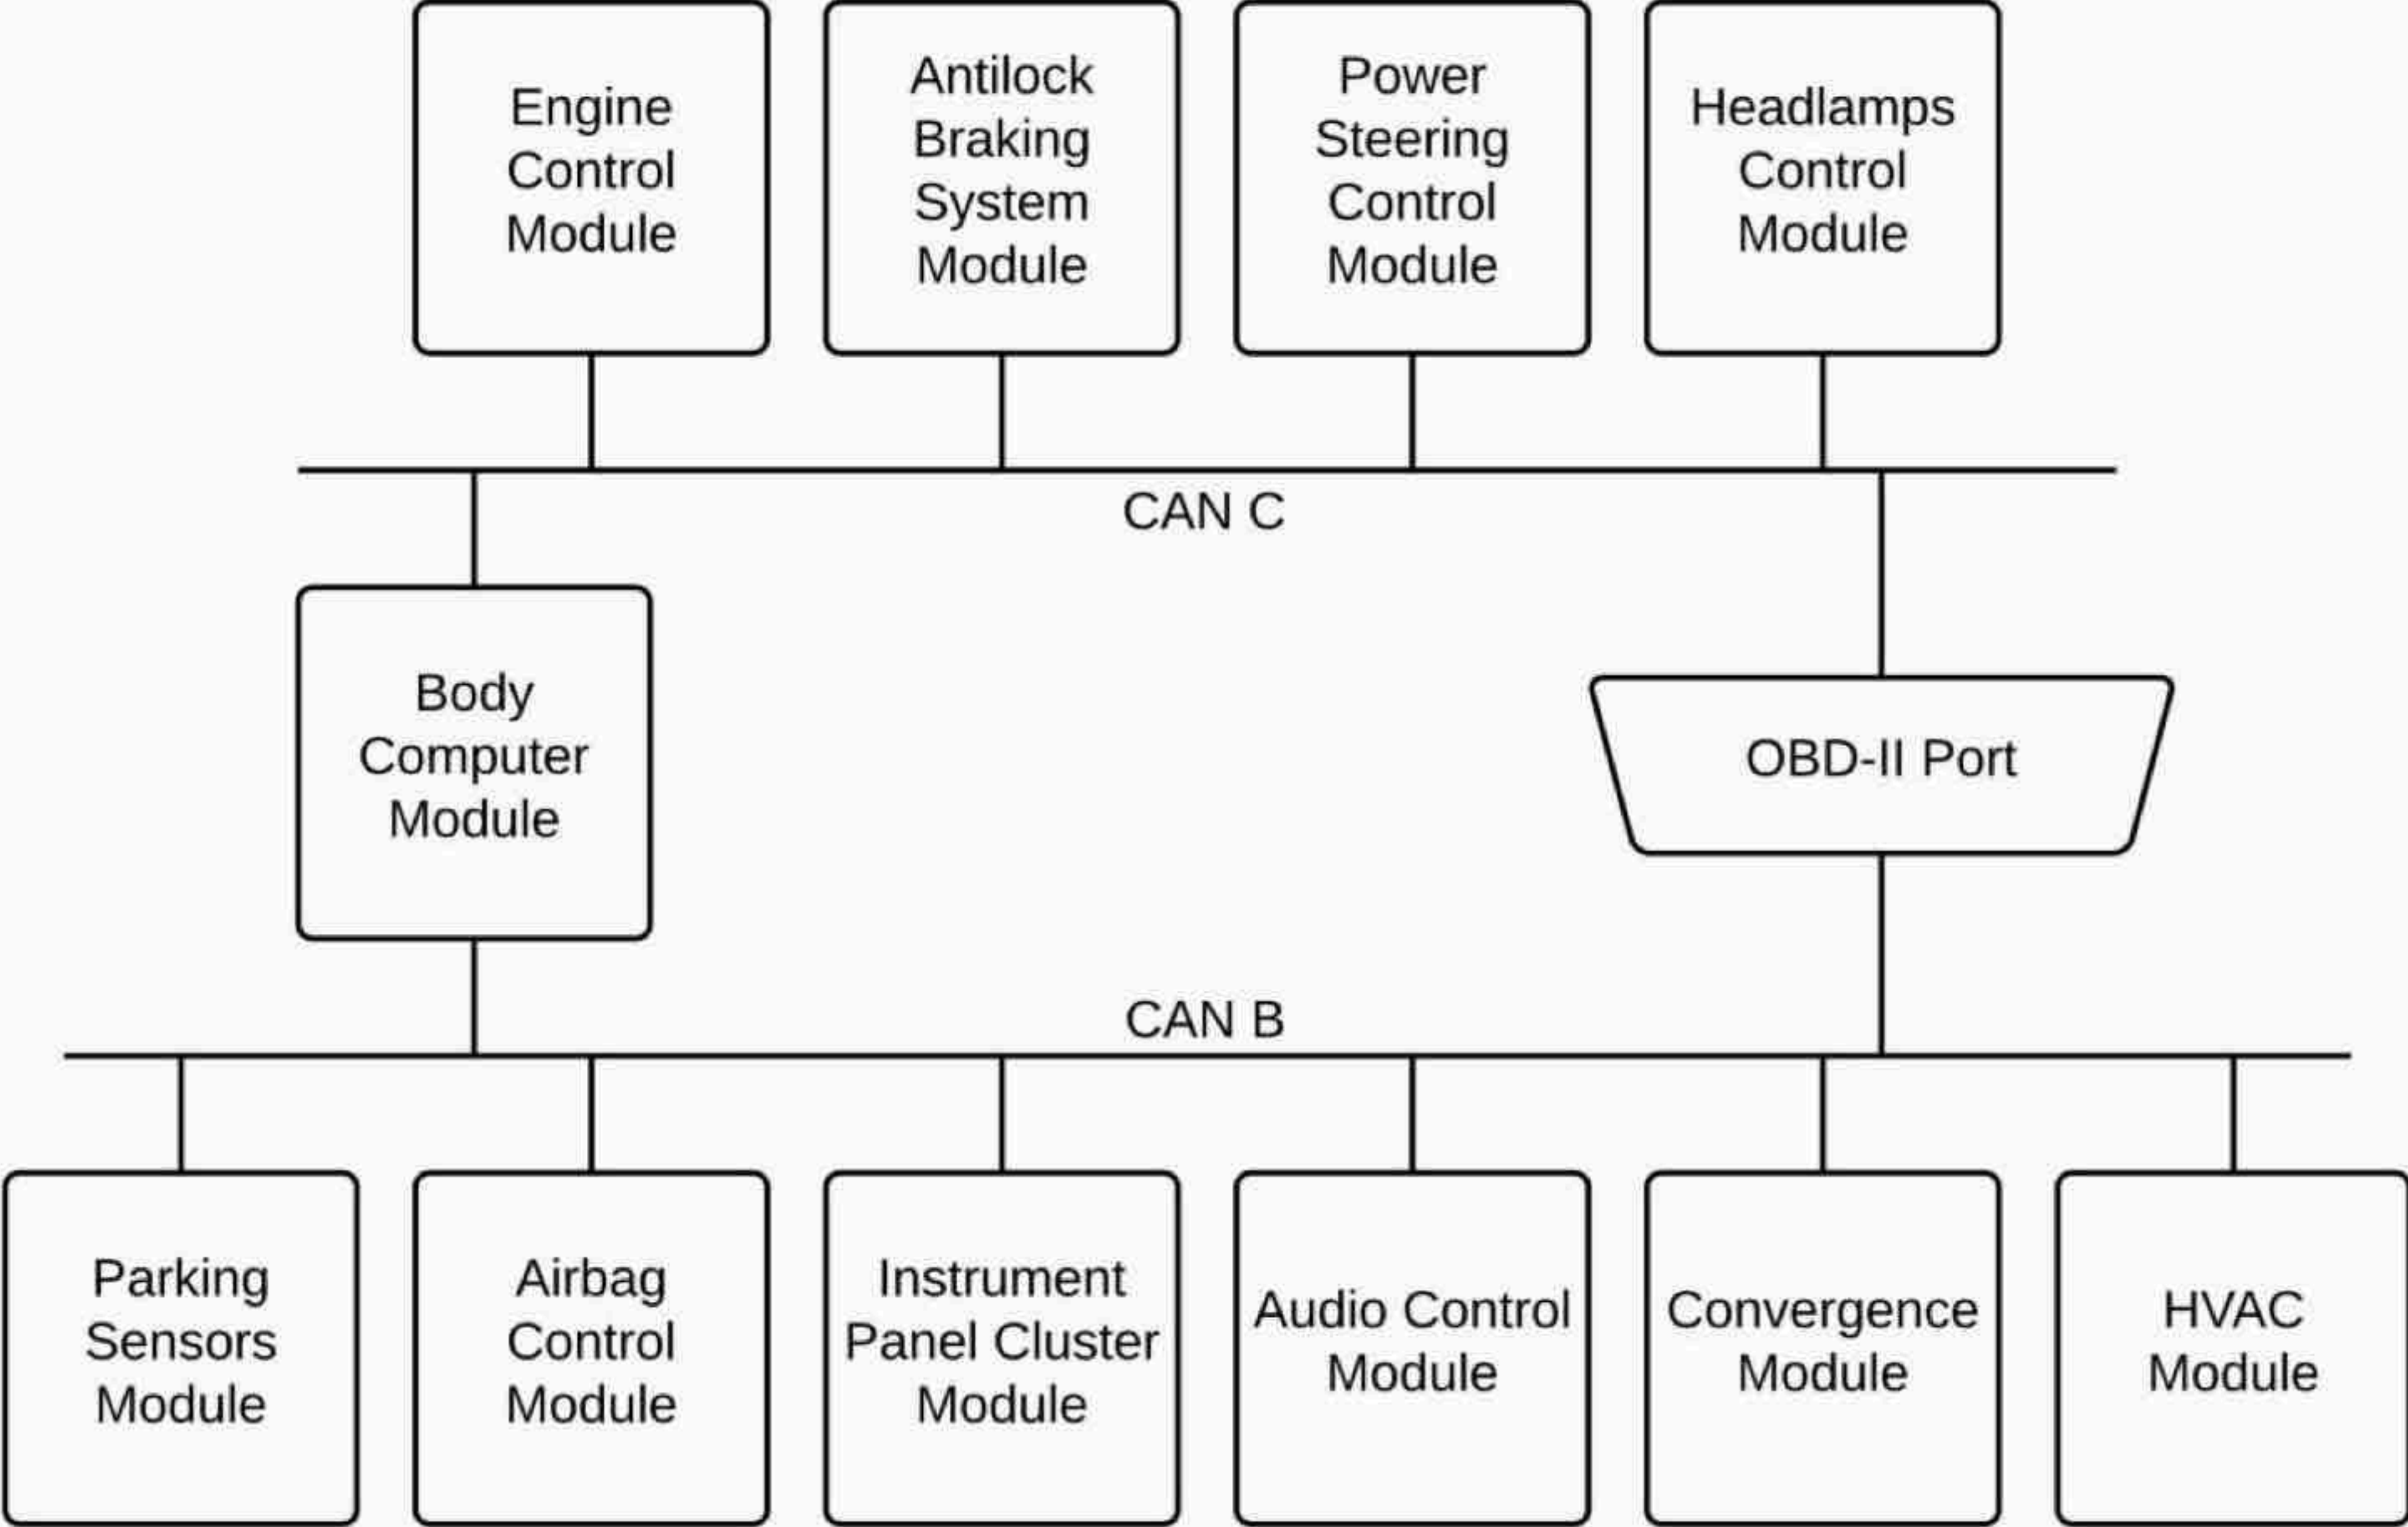 Engine
Control
Module
Antilock
Braking
System
Module
Power
Steering
Control
Module
Headlamps
Control
Module
CAN C
Body
Computer
Module
OBD-II Port
CAN B
Parking
Sensors
Module
Airbag
Control
Module
Instrument
Panel Cluster
Module
Audio Control
Module
Convergence
Module
HVAC
Module